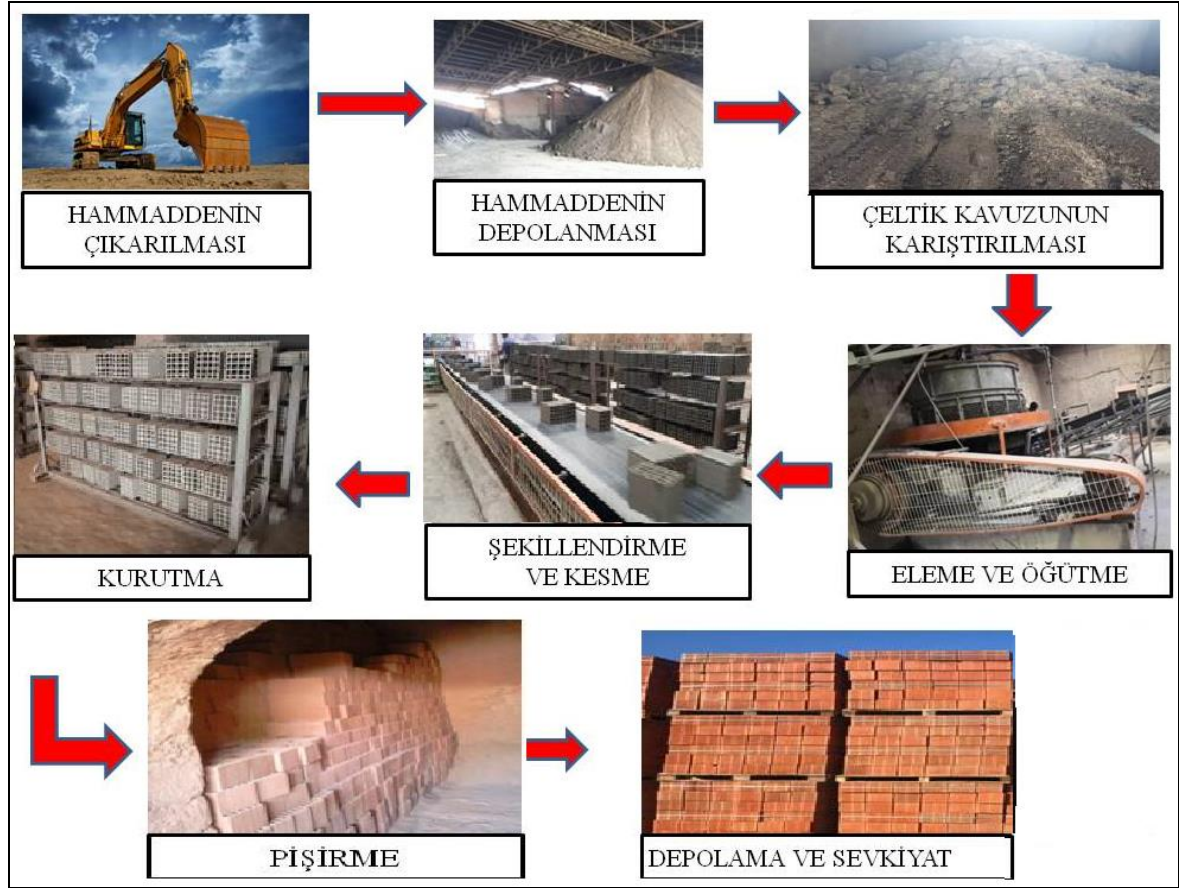 HAMMADDENİN
ÇIKARILMASI
HAMMADDENİN
DEPOLANMASI
ÇELTİK KAVUZUNUN
KARIŞTIRILMASI
ELEME VE ÖĞÜTME
ŞEKİLLENDİRME
VE KESME
KURUTMA
PİŞİRME
DEPOLAMA VE SEVKİYAT